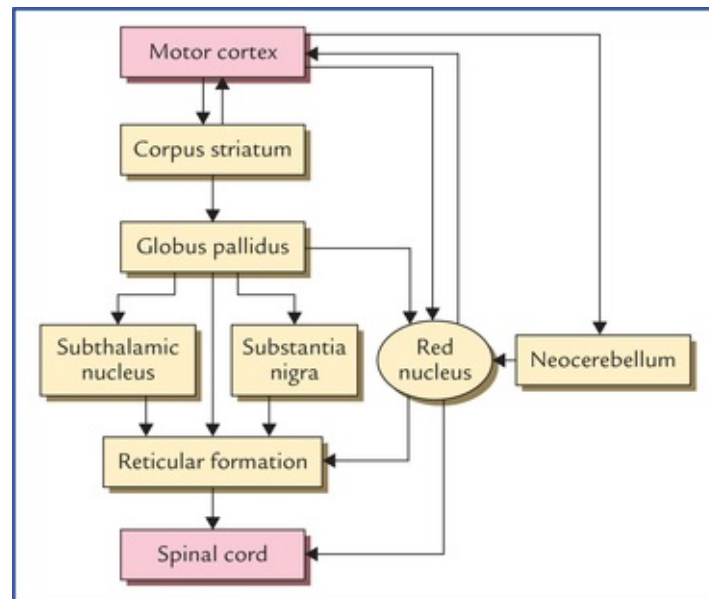 Motor cortex
Corpus striatum
Globus pallidus
Subthalamic
nucleus
Substantia
nigra
Red
nucleus
Neocerebellum
Reticular formation
Spinal cord